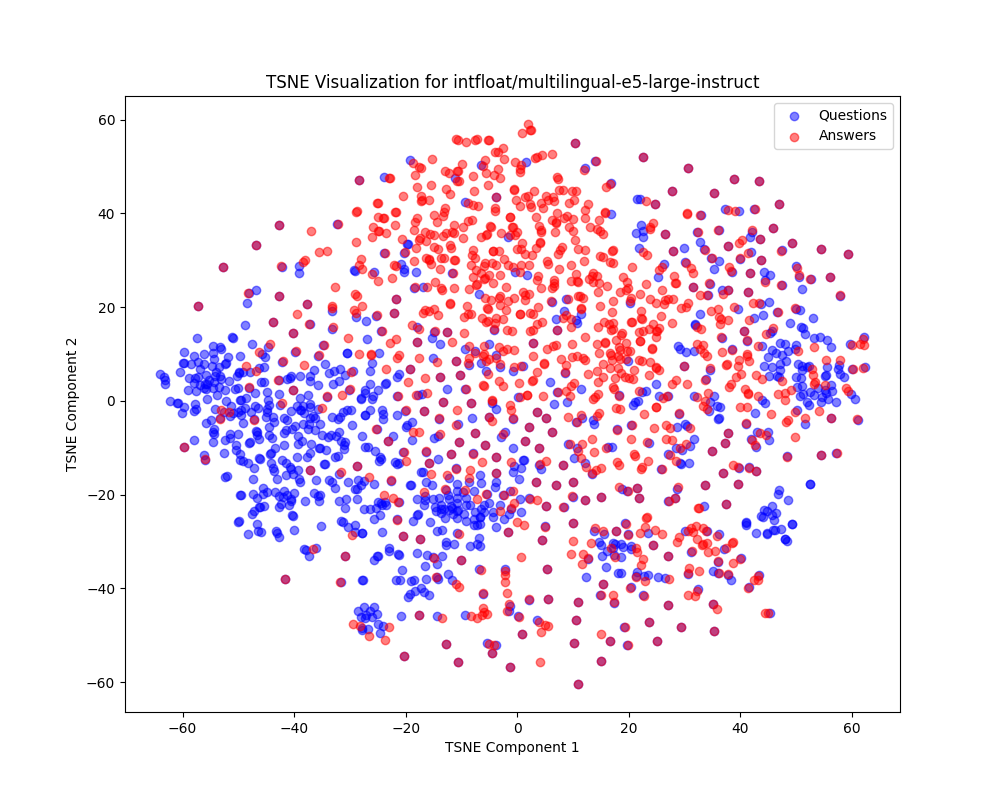 TSNE Visualization for intfloat/multilingual-e5-large-instruct
Questions
Answers
TSNE Component 2
60
40
20
0
−20
−40
−60
−60
−40
−20
0
20
40
60
TSNE Component 1